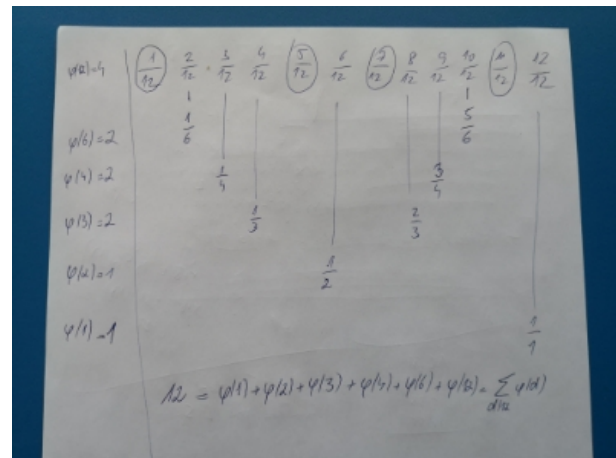 φ(12)=4 1/12 2/12 3/12 4/12 5/12 6/12 7/12 8/12 9/12 10/12 11/12 12/12
φ(6)=2 1/6 5/6
φ(4)=2 1/4 3/4
φ(3)=2 1/3 2/3
φ(2)=1 1/2
φ(1)=1 1/1
12 = φ(1)+φ(2)+φ(3)+φ(4)+φ(6)+φ(12)= ∑ φ(d)
d|12